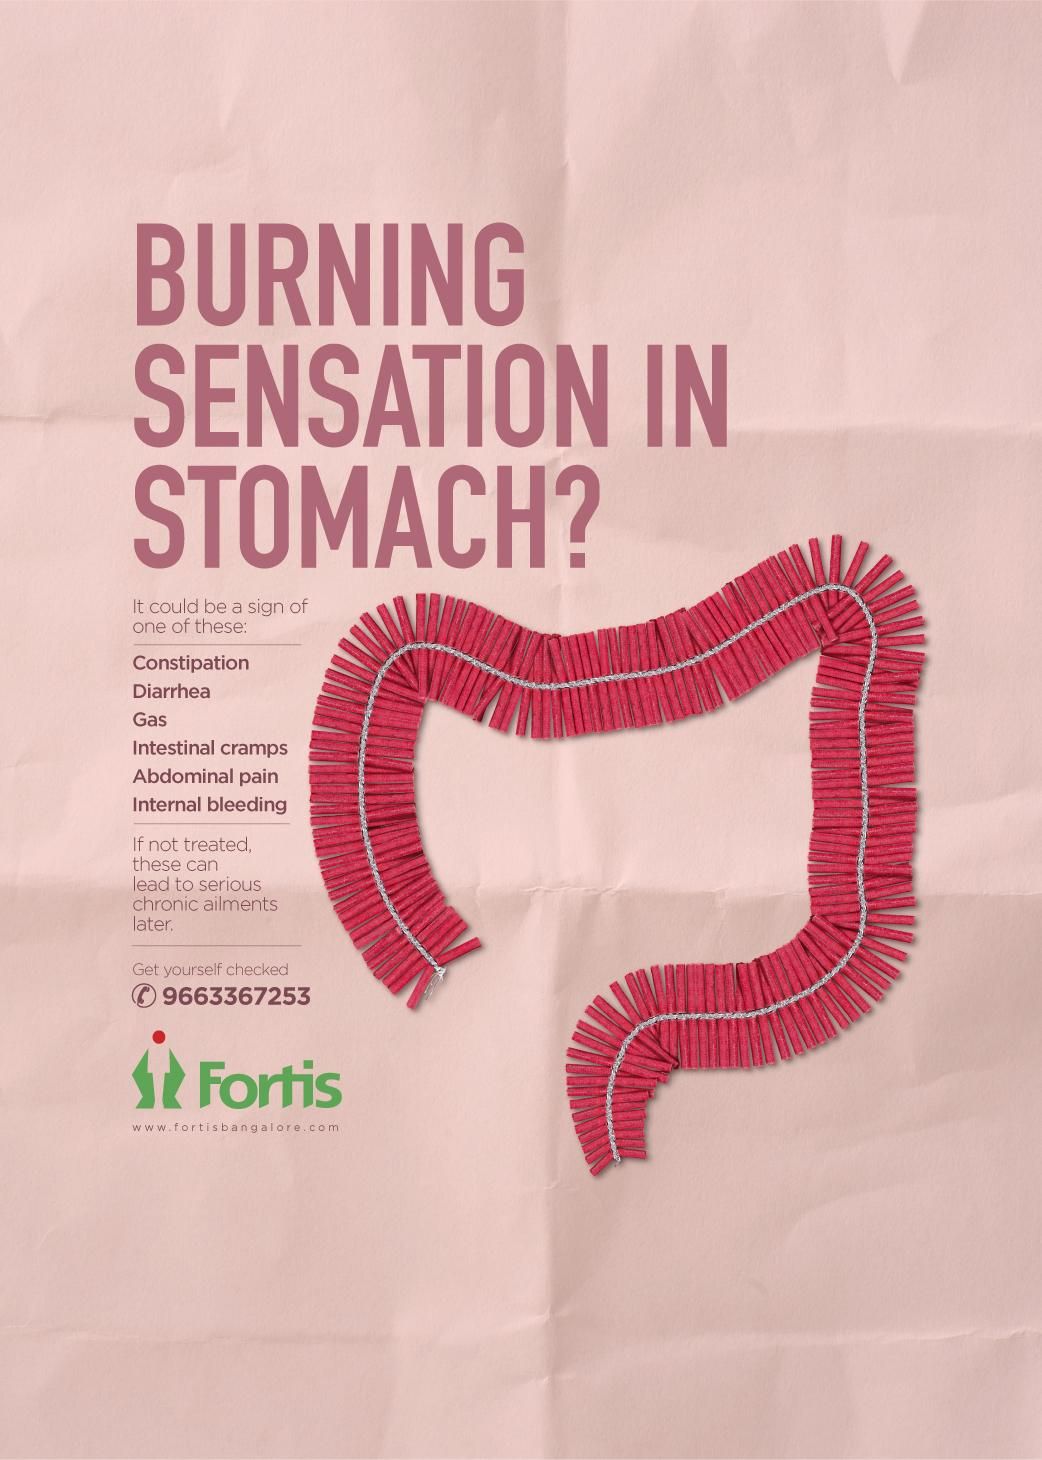 BURNING
SENSATION IN
STOMACH?
It could be a sign of
one of these:
Constipation
Diarrhea
Gas
Intestinal cramps
Abdominal pain
Internal bleeding
If not treated,
these can
lead to serious
chronic ailments
later.
Get yourself checked
9663367253
Fortis
www.fortisbangalore.com